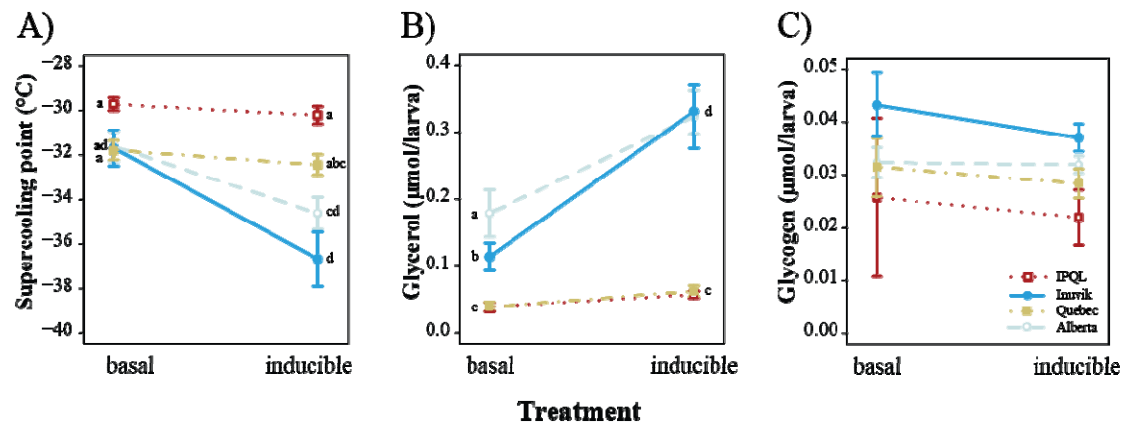 A)
Supercooling point (°C)
−28
−30
−32
−34
−36
−38
−40
a
ad
a
a
abc
cd
d
basal
inducible
B)
Glycerol (μmol/larva)
0.4
0.3
0.2
0.1
0.0
a
b
c
d
c
basal
inducible
C)
Glycogen (μmol/larva)
0.05
0.04
0.03
0.02
0.01
0.00
IPQL
Inuvik
Quebec
Alberta
basal
inducible
Treatment